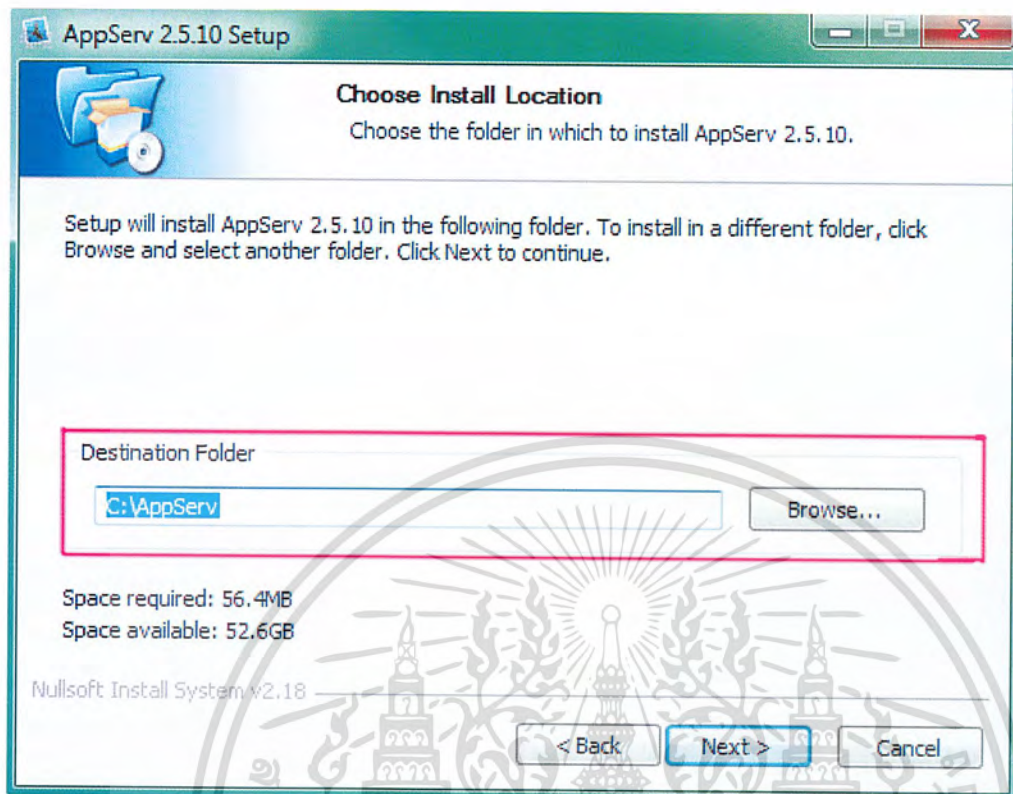 AppServ 2.5.10 Setup
Choose Install Location
Choose the folder in which to install AppServ 2.5.10.
Setup will install AppServ 2.5.10 in the following folder. To install in a different folder, click
Browse and select another folder. Click Next to continue.
Destination Folder
C:\AppServ
Browse...
Space required: 56.4MB
Space available: 52.6GB
Nullsoft Install System v2.18
< Back
Next >
Cancel